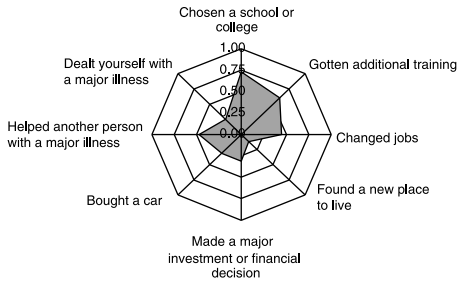 Chosen a school or
college
1.00
0.75
0.50
0.25
0.00
Dealt yourself with
a major illness
Gotten additional training
Helped another person
with a major illness
Changed jobs
Bought a car
Found a new place
to live
Made a major
investment or financial
decision